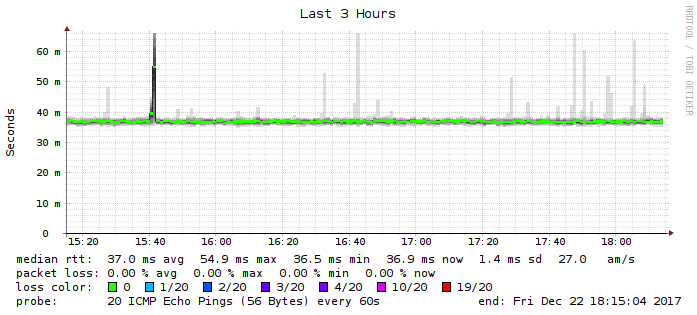 Last 3 Hours
RRDTOOL / TOBI OETIKER
Seconds
60 m
50 m
40 m
30 m
20 m
10 m
0
15:20 15:40 16:00 16:20 16:40 17:00 17:20 17:40 18:00
median rtt: 37.0 ms avg 54.9 ms max 36.5 ms min 36.9 ms now 1.4 ms sd 27.0 am/s
packet loss: 0.00 % avg 0.00 % max 0.00 % min 0.00 % now
loss color: 0 1/20 2/20 3/20 4/20 10/20 19/20
probe: 20 ICMP Echo Pings (56 Bytes) every 60s end: Fri Dec 22 18:15:04 2017